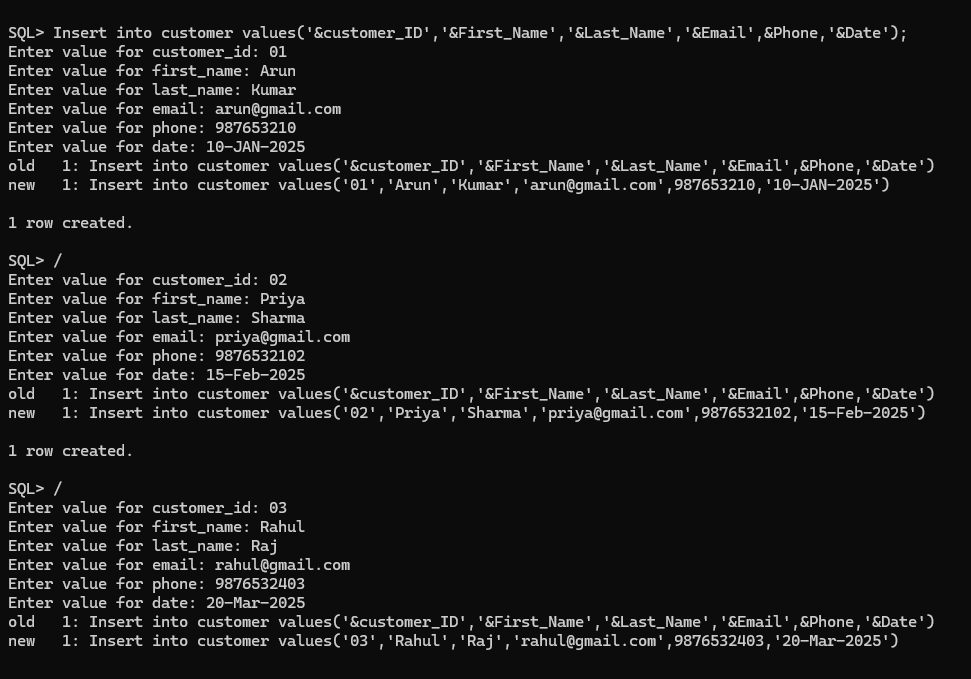 SQL> Insert into customer values('&customer_ID','&First_Name','&Last_Name','&Email',&Phone,'&Date');
Enter value for customer_id: 01
Enter value for first_name: Arun
Enter value for last_name: Kumar
Enter value for email: arun@gmail.com
Enter value for phone: 987653210
Enter value for date: 10-JAN-2025
old   1: Insert into customer values('&customer_ID','&First_Name','&Last_Name','&Email',&Phone,'&Date')
new   1: Insert into customer values('01','Arun','Kumar','arun@gmail.com',987653210,'10-JAN-2025')
1 row created.
SQL> /
Enter value for customer_id: 02
Enter value for first_name: Priya
Enter value for last_name: Sharma
Enter value for email: priya@gmail.com
Enter value for phone: 9876532102
Enter value for date: 15-Feb-2025
old   1: Insert into customer values('&customer_ID','&First_Name','&Last_Name','&Email',&Phone,'&Date')
new   1: Insert into customer values('02','Priya','Sharma','priya@gmail.com',9876532102,'15-Feb-2025')
1 row created.
SQL> /
Enter value for customer_id: 03
Enter value for first_name: Rahul
Enter value for last_name: Raj
Enter value for email: rahul@gmail.com
Enter value for phone: 9876532403
Enter value for date: 20-Mar-2025
old   1: Insert into customer values('&customer_ID','&First_Name','&Last_Name','&Email',&Phone,'&Date')
new   1: Insert into customer values('03','Rahul','Raj','rahul@gmail.com',9876532403,'20-Mar-2025')